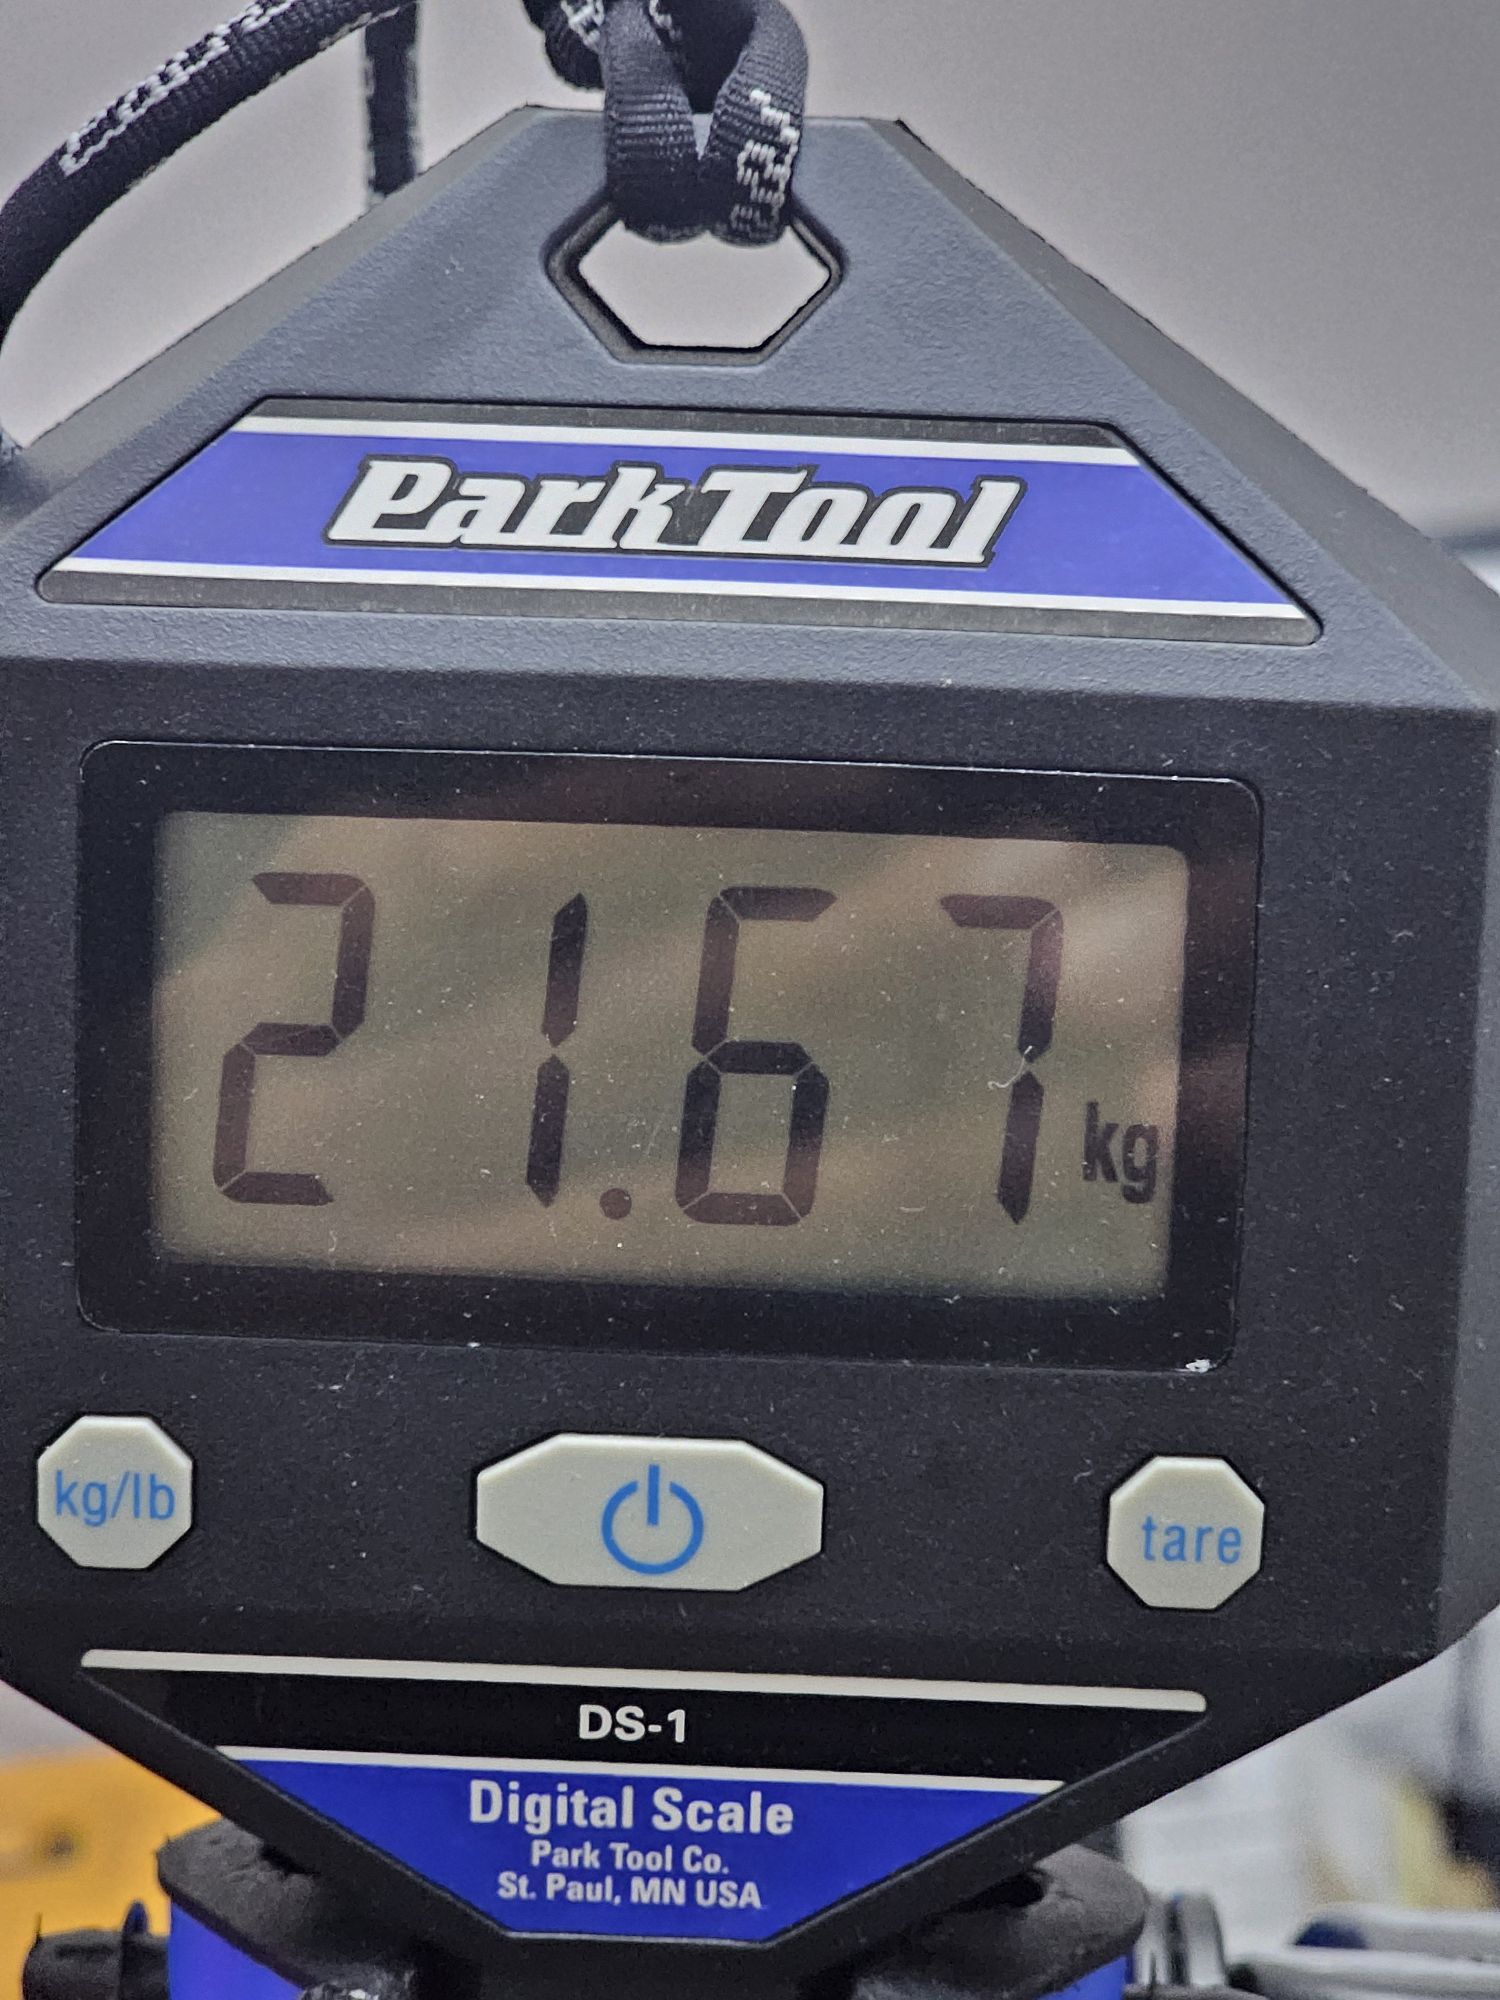 Park Tool
21.67 kg
kg/lb
tare
DS-1
Digital Scale
Park Tool Co.
St. Paul, MN USA